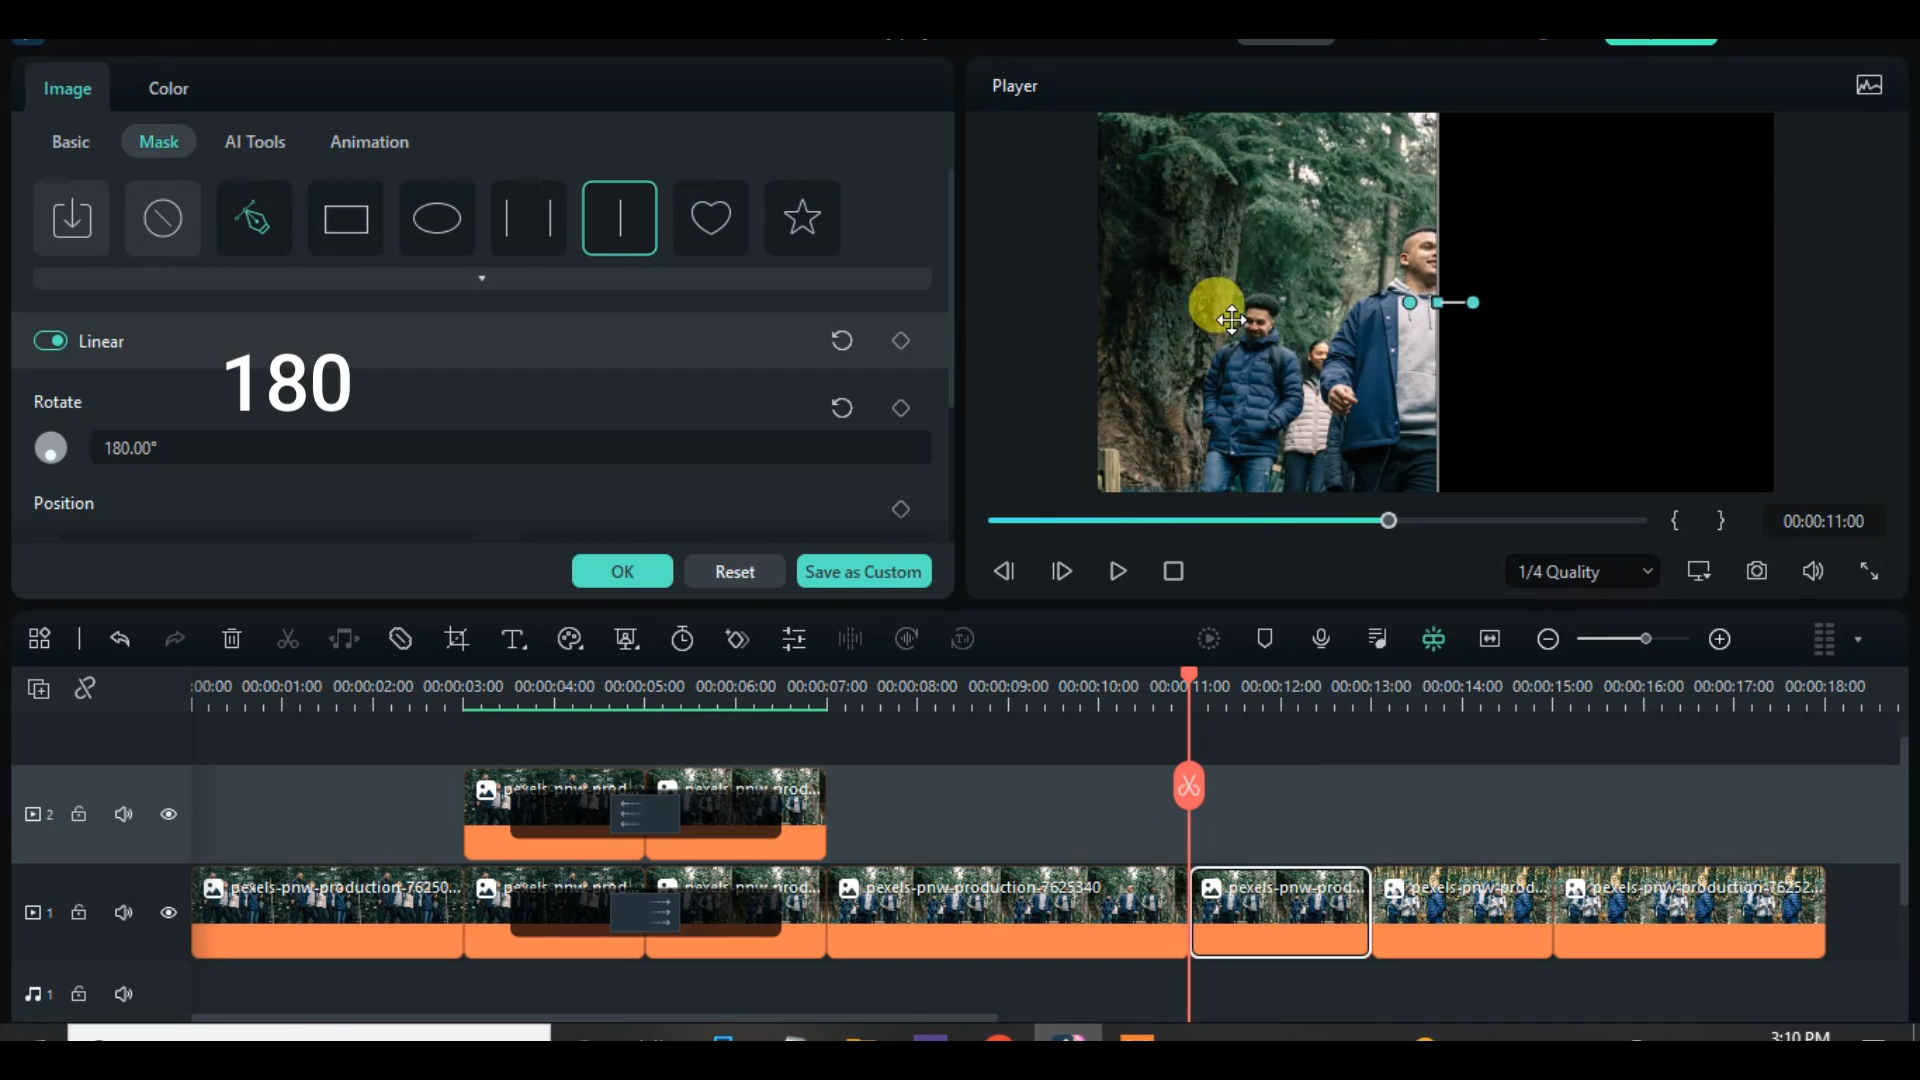 Image
Color
Player
Basic
Mask
AI Tools
Animation
Linear
180
Rotate
180.00°
Position
OK
Reset
Save as Custom
00:00:11:00
1/4 Quality
:00:00 00:00:01:00 00:00:02:00 00:00:03:00 00:00:04:00 00:00:05:00 00:00:06:00 00:00:07:00 00:00:08:00 00:00:09:00 00:00:10:00 00:00:11:00 00:00:12:00 00:00:13:00 00:00:14:00 00:00:15:00 00:00:16:00 00:00:17:00 00:00:18:00
2
pexels-pnw-prod...
pexels-pnw-prod...
1
pexels-pnw-production-76250...
pexels-pnw-prod...
pexels-pnw-prod...
pexels-pnw-production-7625340
pexels-pnw-prod...
pexels-pnw-prod...
pexels-pnw-production-76252...
1
3:10 PM